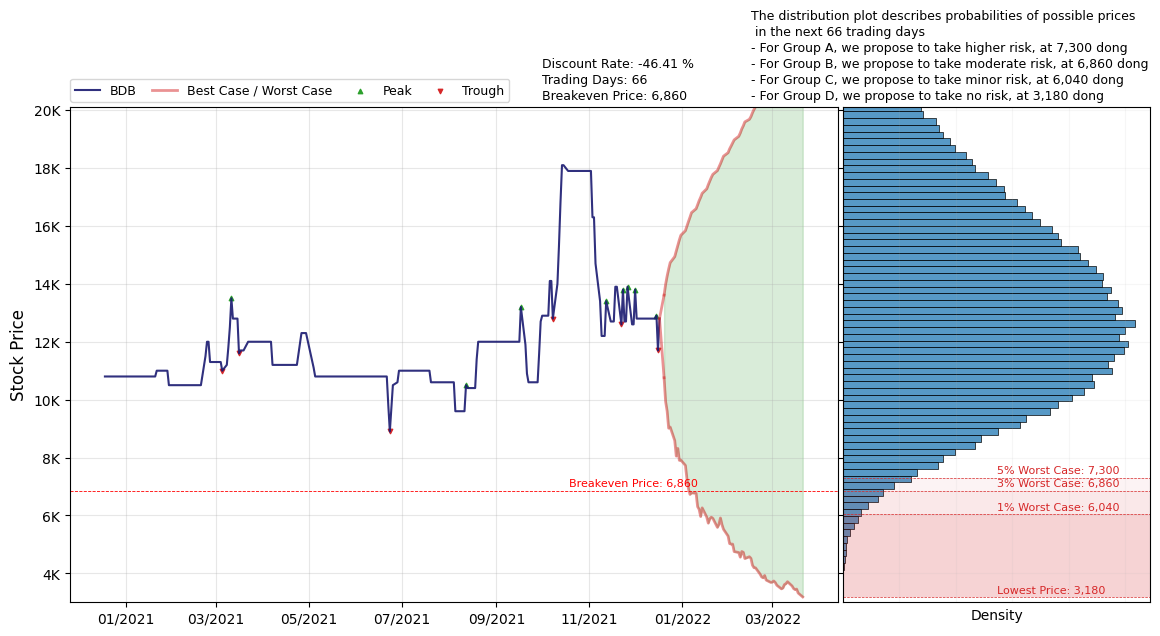 The distribution plot describes probabilities of possible prices
in the next 66 trading days
- For Group A, we propose to take higher risk, at 7,300 dong
- For Group B, we propose to take moderate risk, at 6,860 dong
- For Group C, we propose to take minor risk, at 6,040 dong
- For Group D, we propose to take no risk, at 3,180 dong
Discount Rate: -46.41 %
Trading Days: 66
Breakeven Price: 6,860
BDB
Best Case / Worst Case
Peak
Trough
Stock Price
20K
18K
16K
14K
12K
10K
8K
6K
4K
Breakeven Price: 6,860
01/2021
03/2021
05/2021
07/2021
09/2021
11/2021
01/2022
03/2022
5% Worst Case: 7,300
3% Worst Case: 6,860
1% Worst Case: 6,040
Lowest Price: 3,180
Density